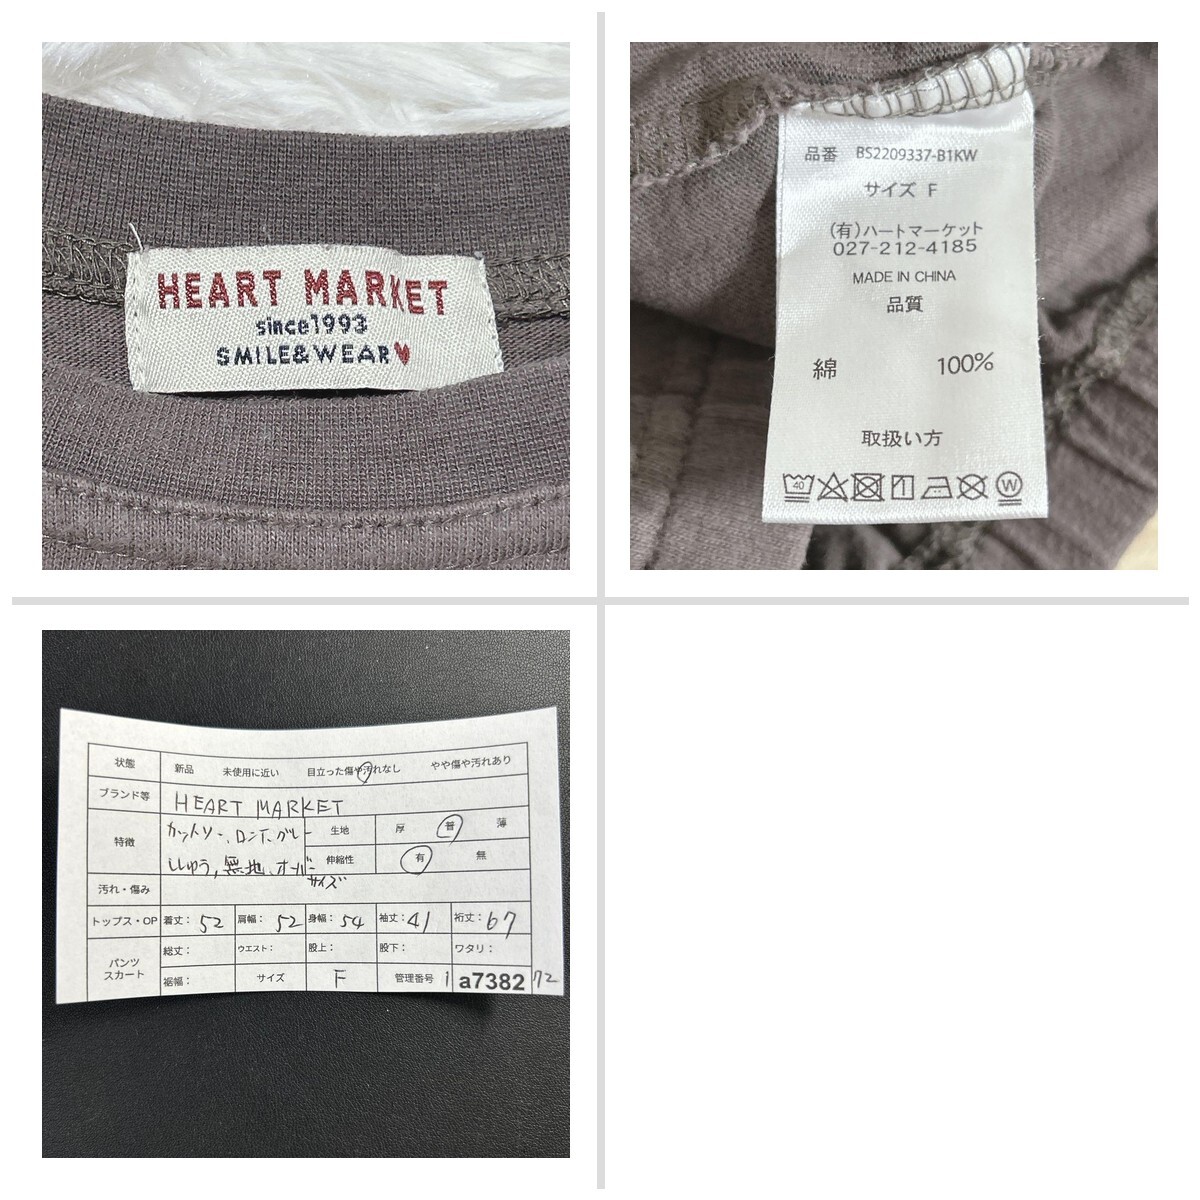 HEART MARKET
since1993
SMILE&WEAR♥
品番 BS2209337-B1KW
サイズ F
(有)ハートマーケット
027-212-4185
MADE IN CHINA
品質
綿 100%
取扱い方
40
W
状態 新品 未使用に近い 目立った傷や汚れなし やや傷や汚れあり
ブランド等 HEART MARKET
特徴 カットソー、ロンT、グレー
生地 厚 普 薄
ししゅう、無地、オーバーサイズ
伸縮性 有 無
汚れ・傷み
トップス・OP 着丈: 52 肩幅: 52 身幅: 54 袖丈: 41 裄丈: 67
パンツ スカート
総丈: ウエスト: 股上: 股下: ワタリ:
裾幅: サイズ F 管理番号 1 a7382 72